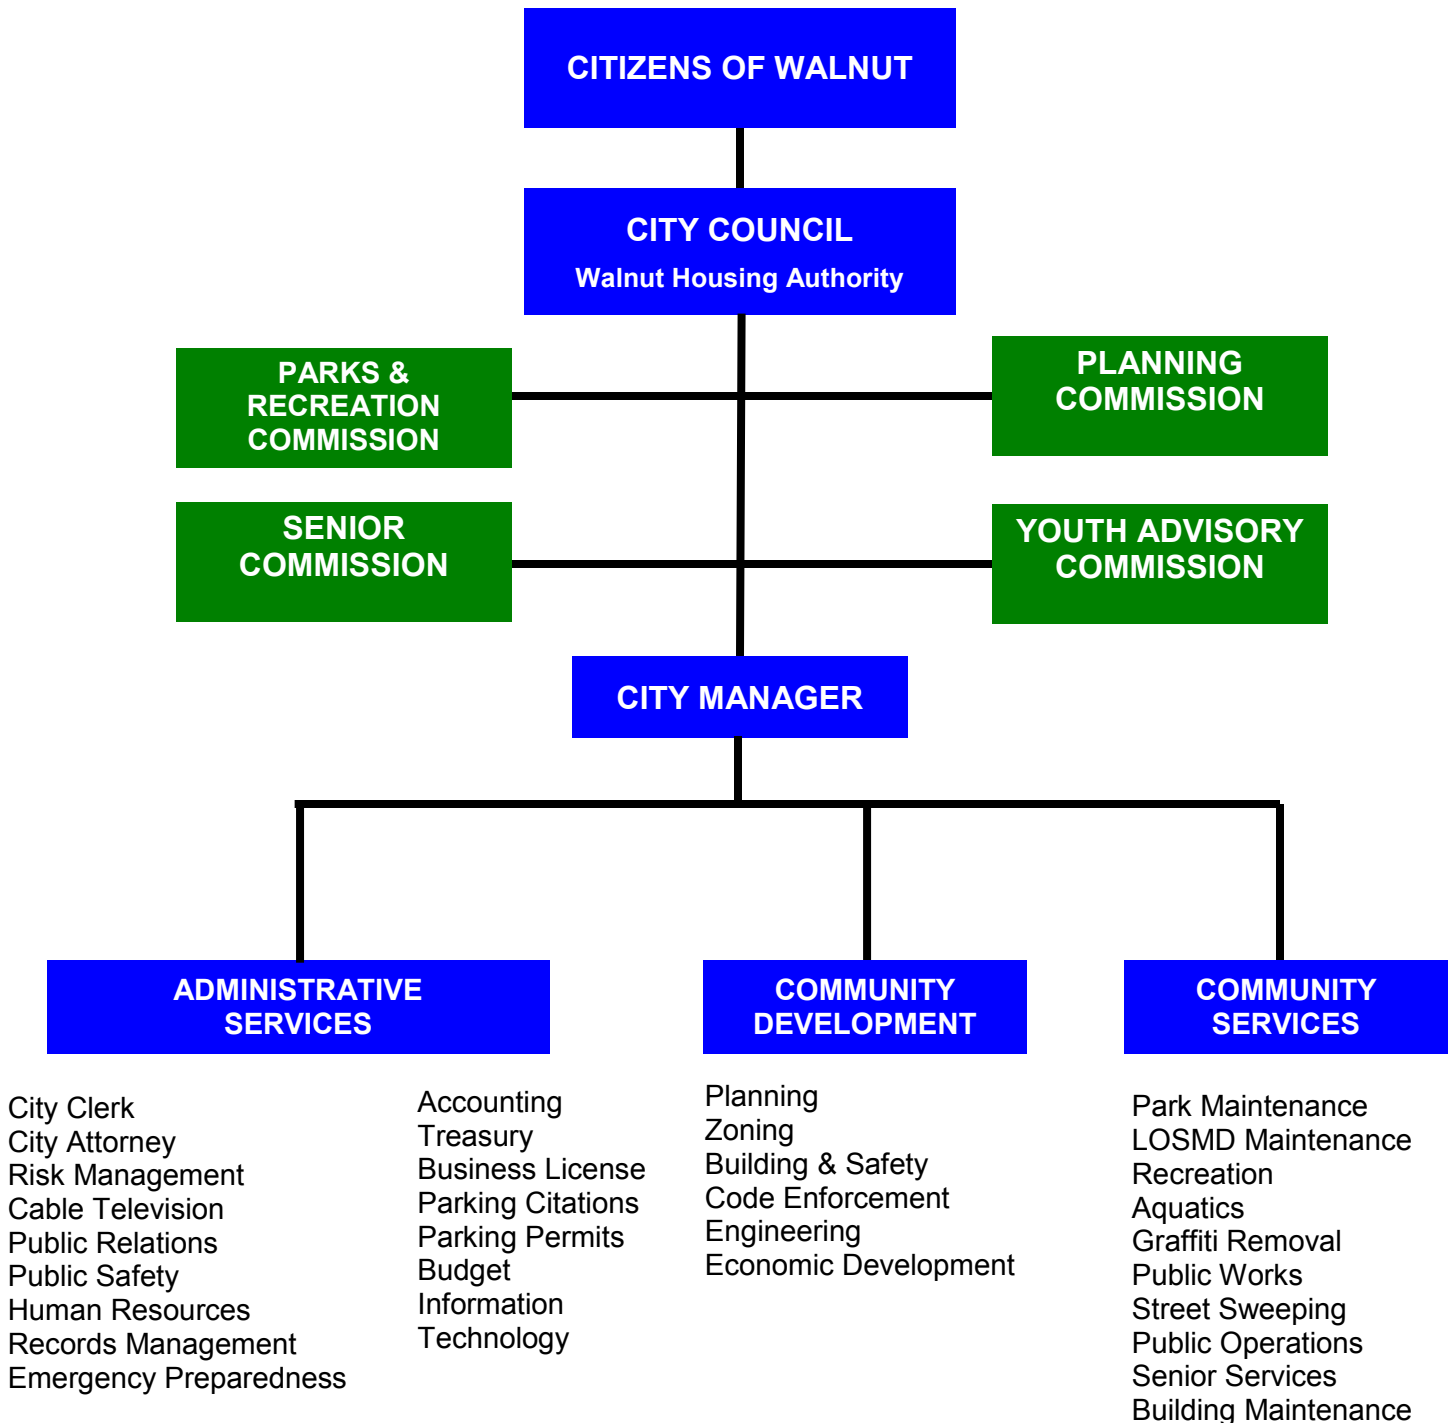 CITIZENS OF WALNUT
CITY COUNCIL
Walnut Housing Authority
PARKS &
RECREATION
COMMISSION
PLANNING
COMMISSION
SENIOR
COMMISSION
YOUTH ADVISORY
COMMISSION
CITY MANAGER
ADMINISTRATIVE
SERVICES
City Clerk
City Attorney
Risk Management
Cable Television
Public Relations
Public Safety
Human Resources
Records Management
Emergency Preparedness
Accounting
Treasury
Business License
Parking Citations
Parking Permits
Budget
Information
Technology
COMMUNITY
DEVELOPMENT
Planning
Zoning
Building & Safety
Code Enforcement
Engineering
Economic Development
COMMUNITY
SERVICES
Park Maintenance
LOSMD Maintenance
Recreation
Aquatics
Graffiti Removal
Public Works
Street Sweeping
Public Operations
Senior Services
Building Maintenance